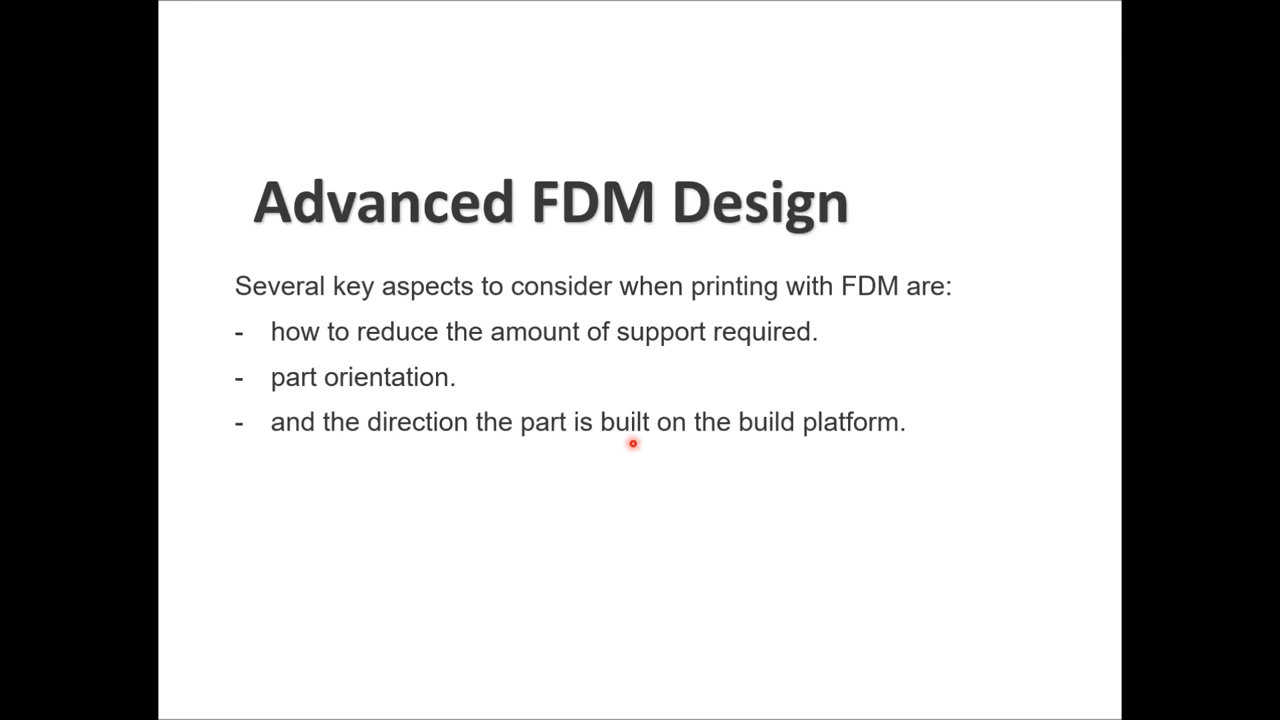 Advanced FDM Design
Several key aspects to consider when printing with FDM are:
- how to reduce the amount of support required.
- part orientation.
- and the direction the part is built on the build platform.